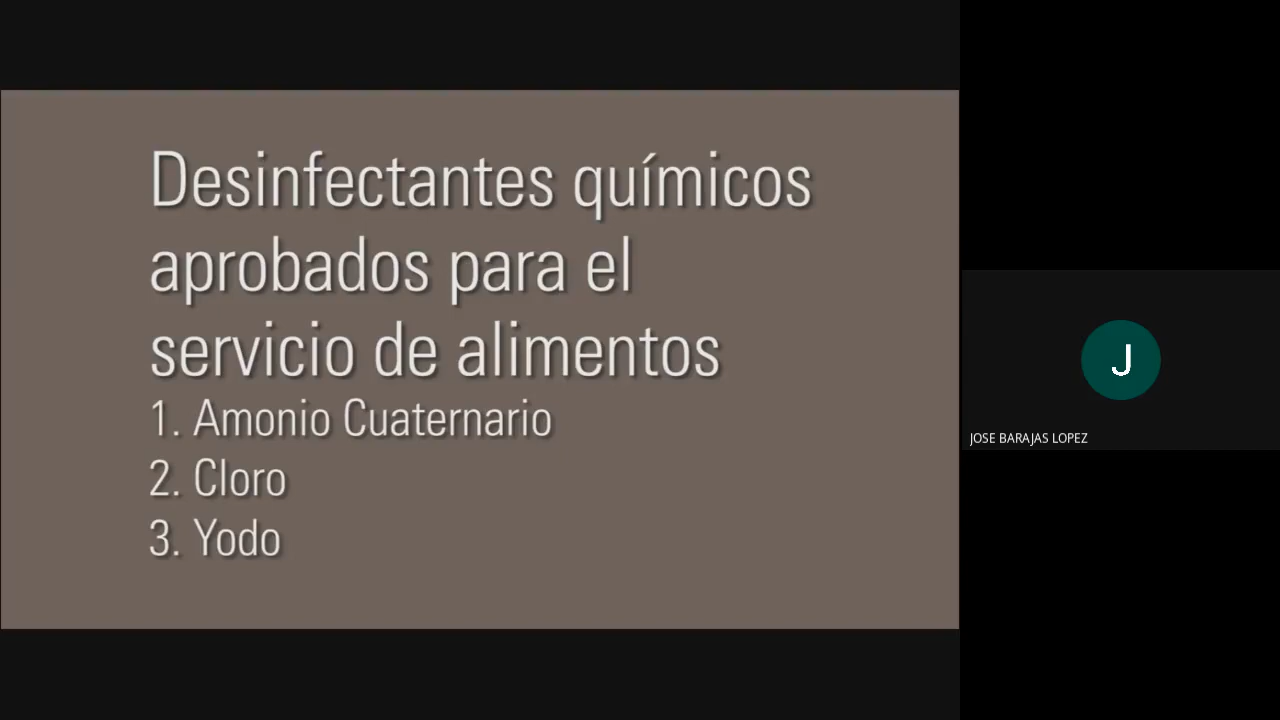 Desinfectantes químicos
aprobados para el
servicio de alimentos
1. Amonio Cuaternario
2. Cloro
3. Yodo
J
JOSE BARAJAS LOPEZ